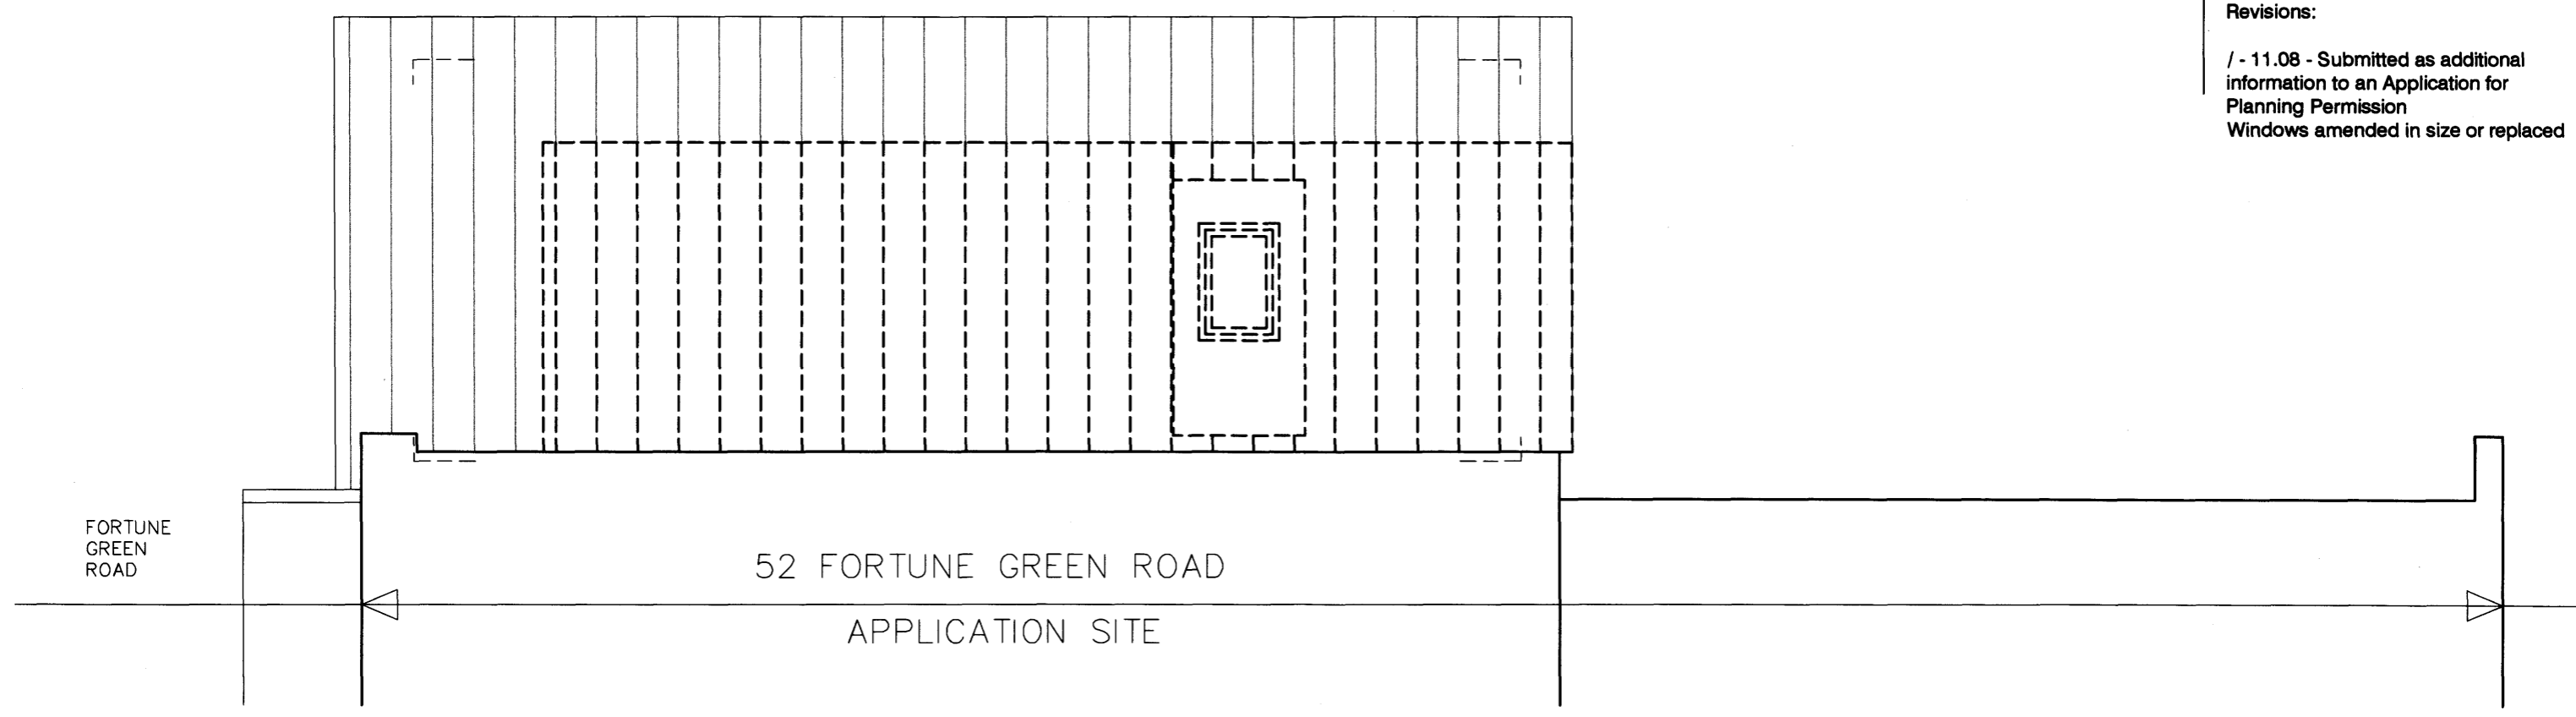 Revisions:
/ - 11.08 - Submitted as additional
information to an Application for
Planning Permission
Windows amended in size or replaced
FORTUNE
GREEN
ROAD
52 FORTUNE GREEN ROAD
APPLICATION SITE